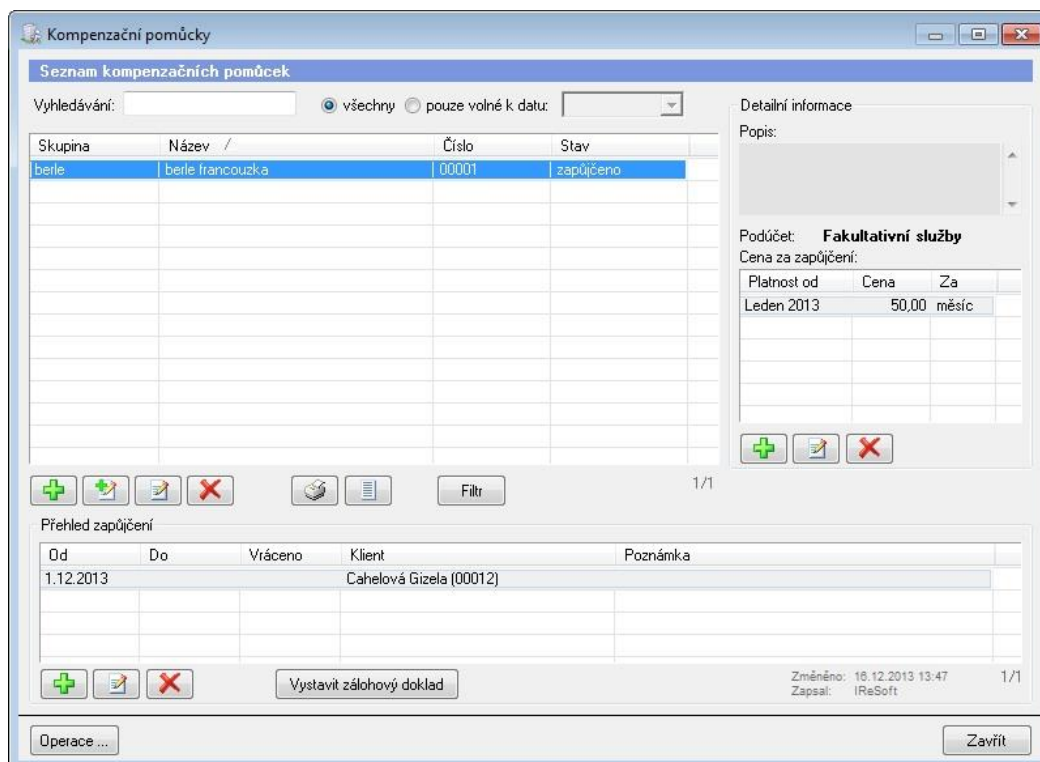 Kompenzační pomůcky
Seznam kompenzačních pomůcek
Vyhledávání: všechny pouze volné k datu:
Skupina Název / Číslo Stav
berle berle francouzka 00001 zapůjčeno
Detailní informace
Popis:
Podúčet: Fakultativní služby
Cena za zapůjčení:
Platnost od Cena Za
Leden 2013 50,00 měsíc
Filtr 1/1
Přehled zapůjčení
Od Do Vráceno Klient Poznámka
1.12.2013 Cahelová Gizela (00012)
Vystavit zálohový doklad
Změněno: 16.12.2013 13:47 1/1
Zapsal: IReSoft
Operace ... Zavřít